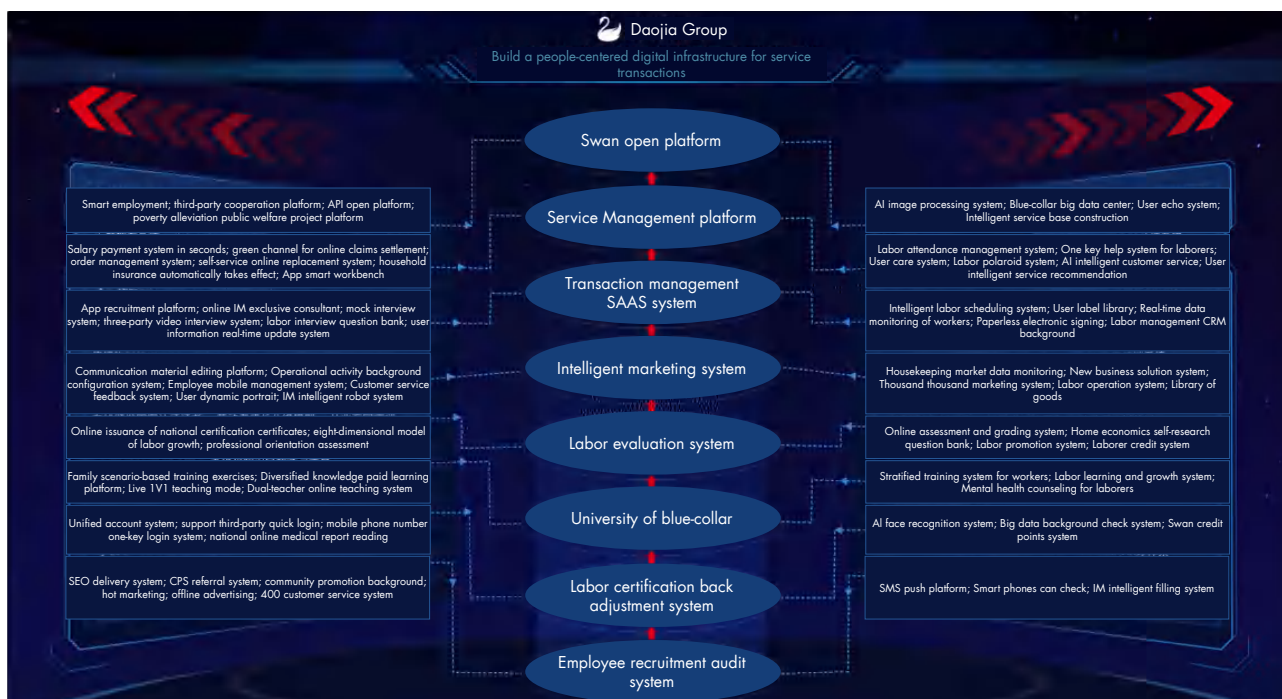 Daojia Group
Build a people-centered digital infrastructure for service
transactions
Swan open platform
Service Management platform
Transaction management
SAAS system
Intelligent marketing system
Labor evaluation system
University of blue-collar
Labor certification back
adjustment system
Employee recruitment audit
system
Smart employment; third-party cooperation platform; API open platform;
poverty alleviation public welfare project platform
Salary payment system in seconds; green channel for online claims settlement;
order management system; self-service online replacement system; household
insurance automatically takes effect; App smart workbench
App recruitment platform; online IM exclusive consultant; mock interview
system; three-party video interview system; labor interview question bank; user
information real-time update system
Communication material editing platform; Operational activity background
configuration system; Employee mobile management system; Customer service
feedback system; User dynamic portrait; IM intelligent robot system
Online issuance of national certification certificates; eight-dimensional model
of labor growth; professional orientation assessment
Family scenario-based training exercises; Diversified knowledge paid learning
platform; Live 1V1 teaching mode; Dual-teacher online teaching system
Unified account system; support third-party quick login; mobile phone number
one-key login system; national online medical report reading
SEO delivery system; CPS referral system; community promotion background;
hot marketing; offline advertising; 400 customer service system
AI image processing system; Blue-collar big data center; User echo system;
Intelligent service base construction
Labor attendance management system; One key help system for laborers;
User care system; Labor polaroid system; AI intelligent customer service; User
intelligent service recommendation
Intelligent labor scheduling system; User label library; Real-time data
monitoring of workers; Paperless electronic signing; Labor management CRM
background
Housekeeping market data monitoring; New business solution system;
Thousand thousand marketing system; Labor operation system; Library of
goods
Online assessment and grading system; Home economics self-research
question bank; Labor promotion system; Laborer credit system
Stratified training system for workers; Labor learning and growth system;
Mental health counseling for laborers
AI face recognition system; Big data background check system; Swan credit
points system
SMS push platform; Smart phones can check; IM intelligent filling system